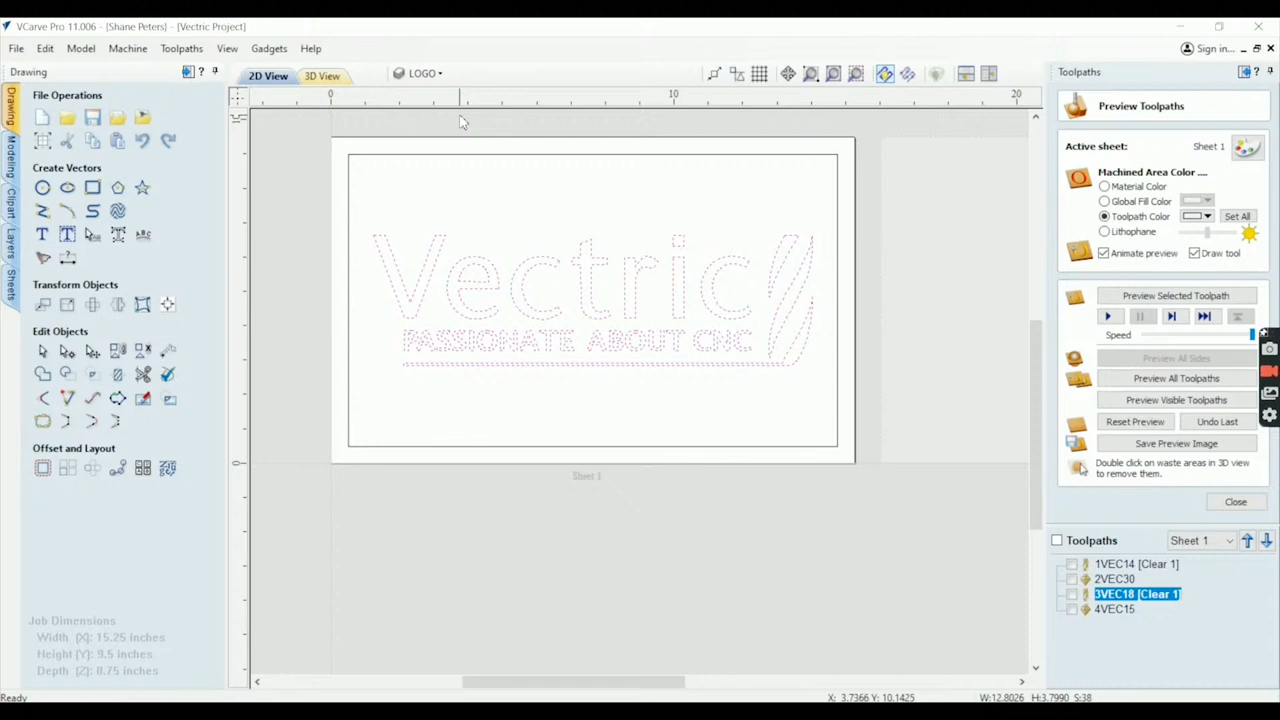 VCarve Pro 11.006 - {Shane Peters} - [Vectric Project]
File Edit Model Machine Toolpaths View Gadgets Help
Sign in...
Drawing
2D View
3D View
LOGO
Toolpaths
Drawing
Modeling
Clipart
Layers
Sheets
File Operations
Create Vectors
Transform Objects
Edit Objects
Offset and Layout
Job Dimensions
Width [X]: 15.25 inches
Height [Y]: 9.5 inches
Depth [Z]: 0.75 inches
0 10 20
0
Vectric
PASSIONATE ABOUT CNC
Sheet 1
Preview Toolpaths
Active sheet: Sheet 1
Machined Area Color ....
Material Color
Global Fill Color
Toolpath Color Set All
Lithophane
Animate preview Draw tool
Preview Selected Toolpath
Speed
Preview All Sides
Preview All Toolpaths
Preview Visible Toolpaths
Reset Preview Undo Last
Save Preview Image
Double click on waste areas in 3D view
to remove them.
Close
Toolpaths Sheet 1
1VEC14 [Clear 1]
2VEC30
3VEC18 [Clear 1]
4VEC15
Ready
X: 3.7366 Y: 10.1425 W:12.8026 H:3.7990 S:38